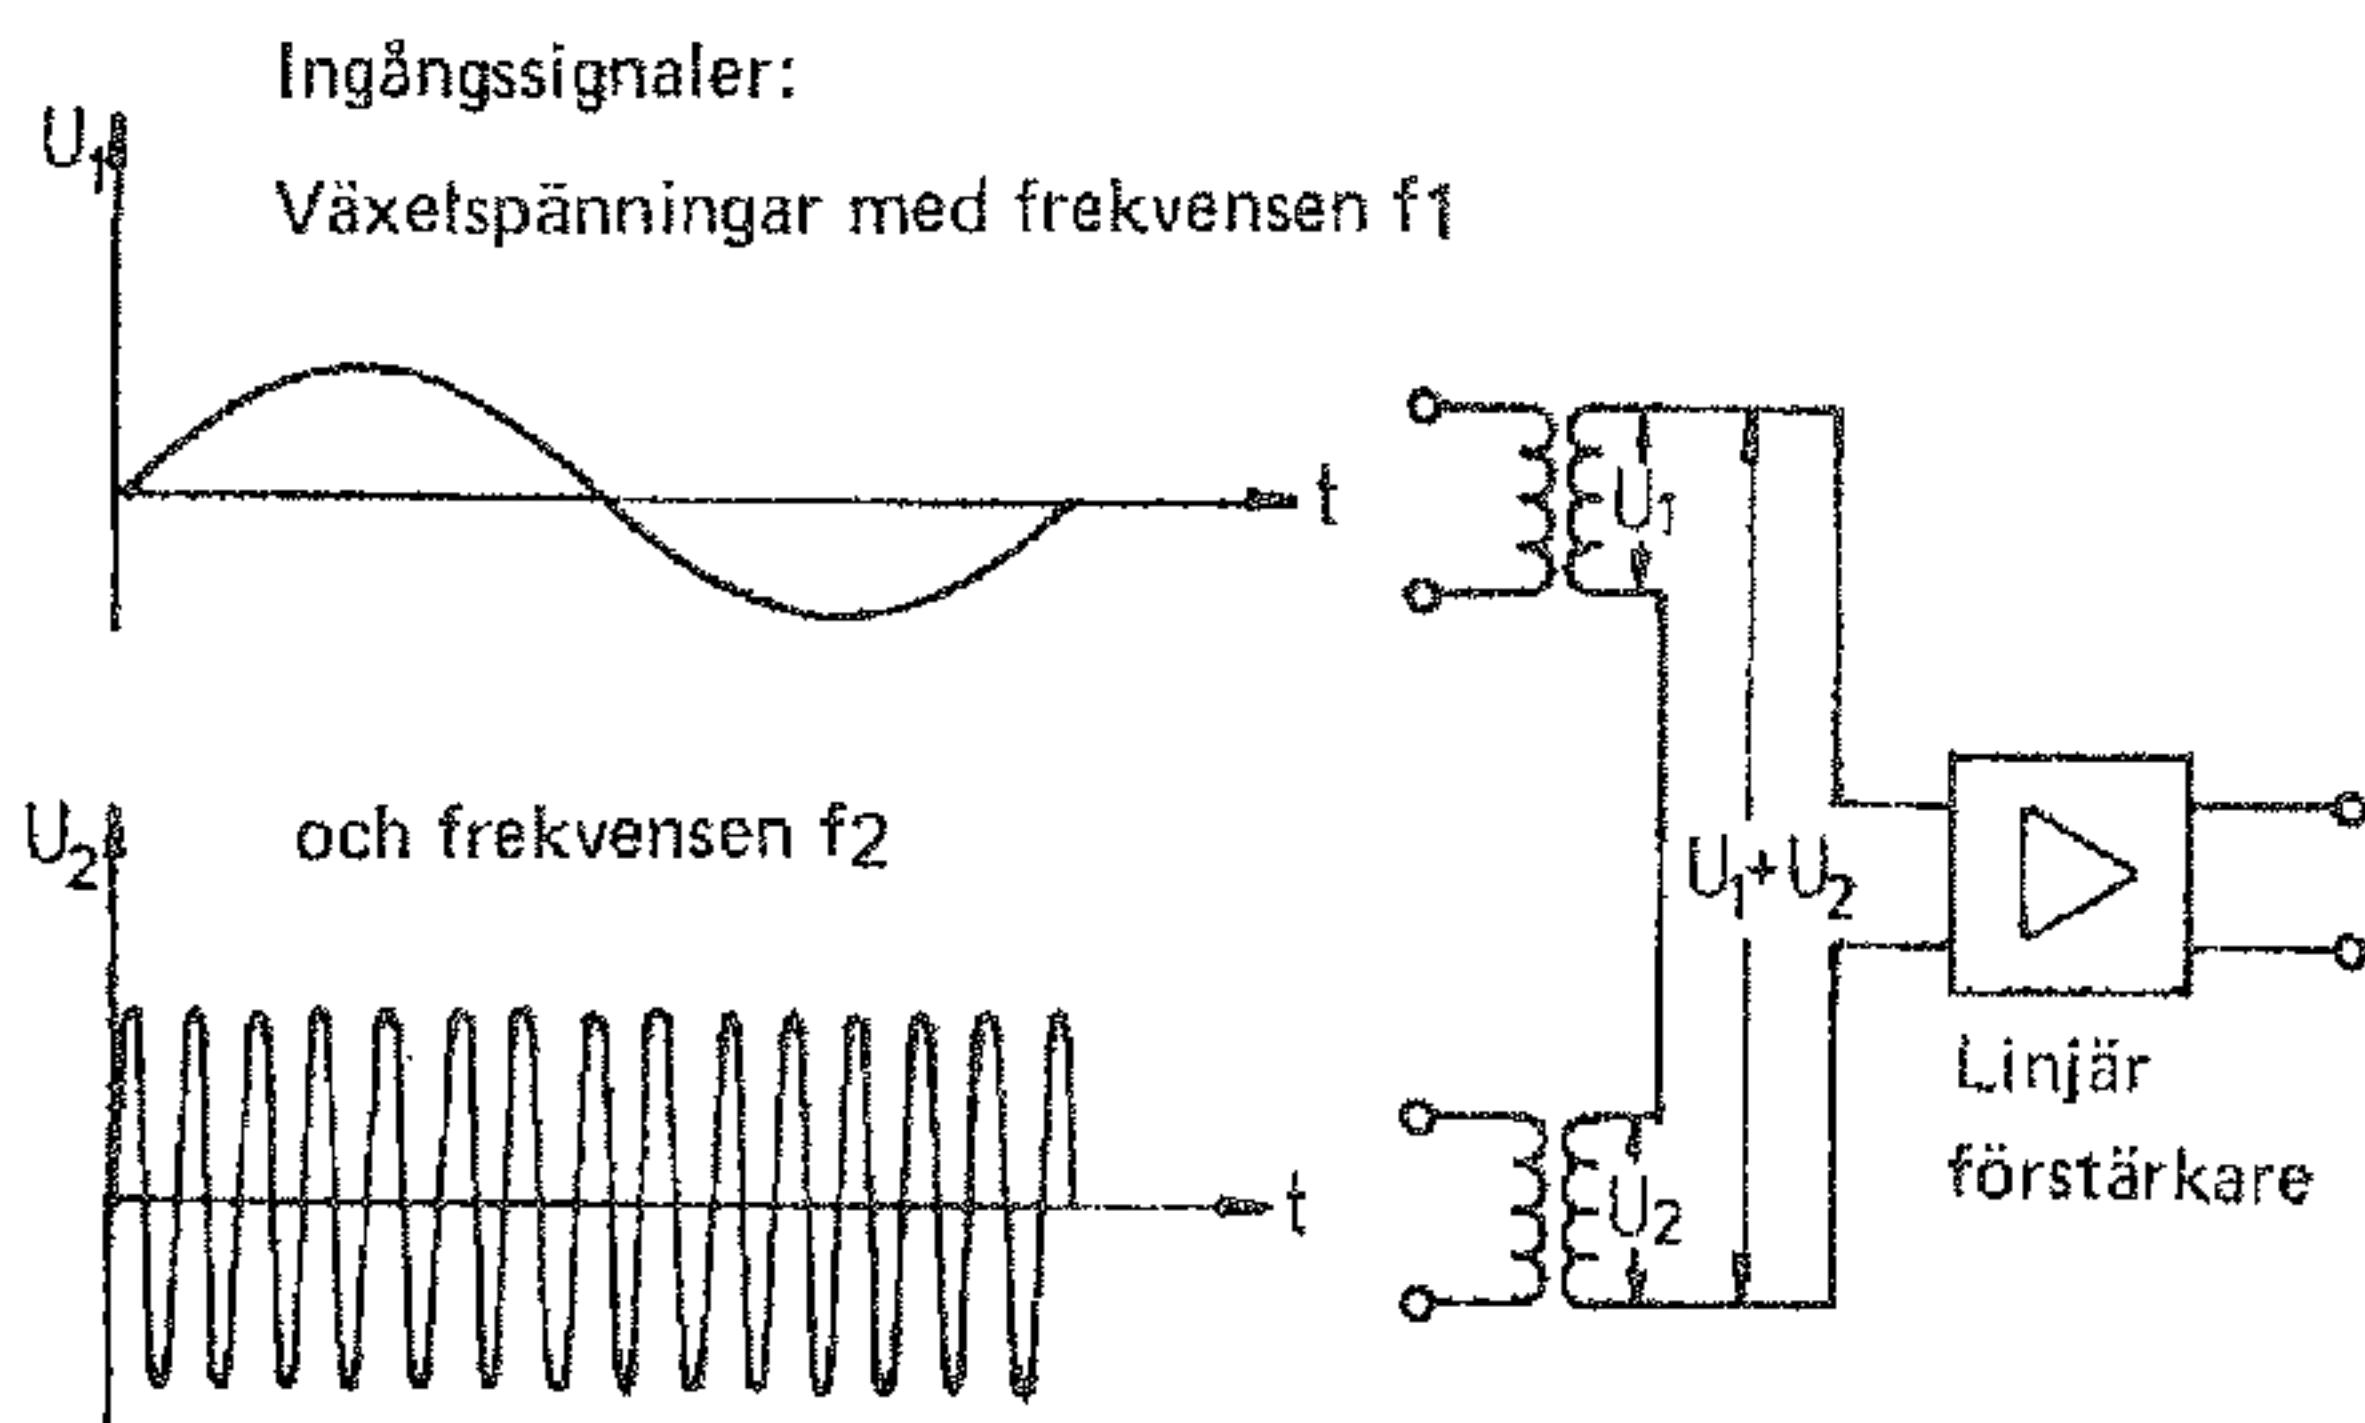 Ingångssignaler:
U1
Växelspänningar med frekvensen f1
t
U1
U2
och frekvensen f2
U1+U2
Linjär
förstärkare
t
U2